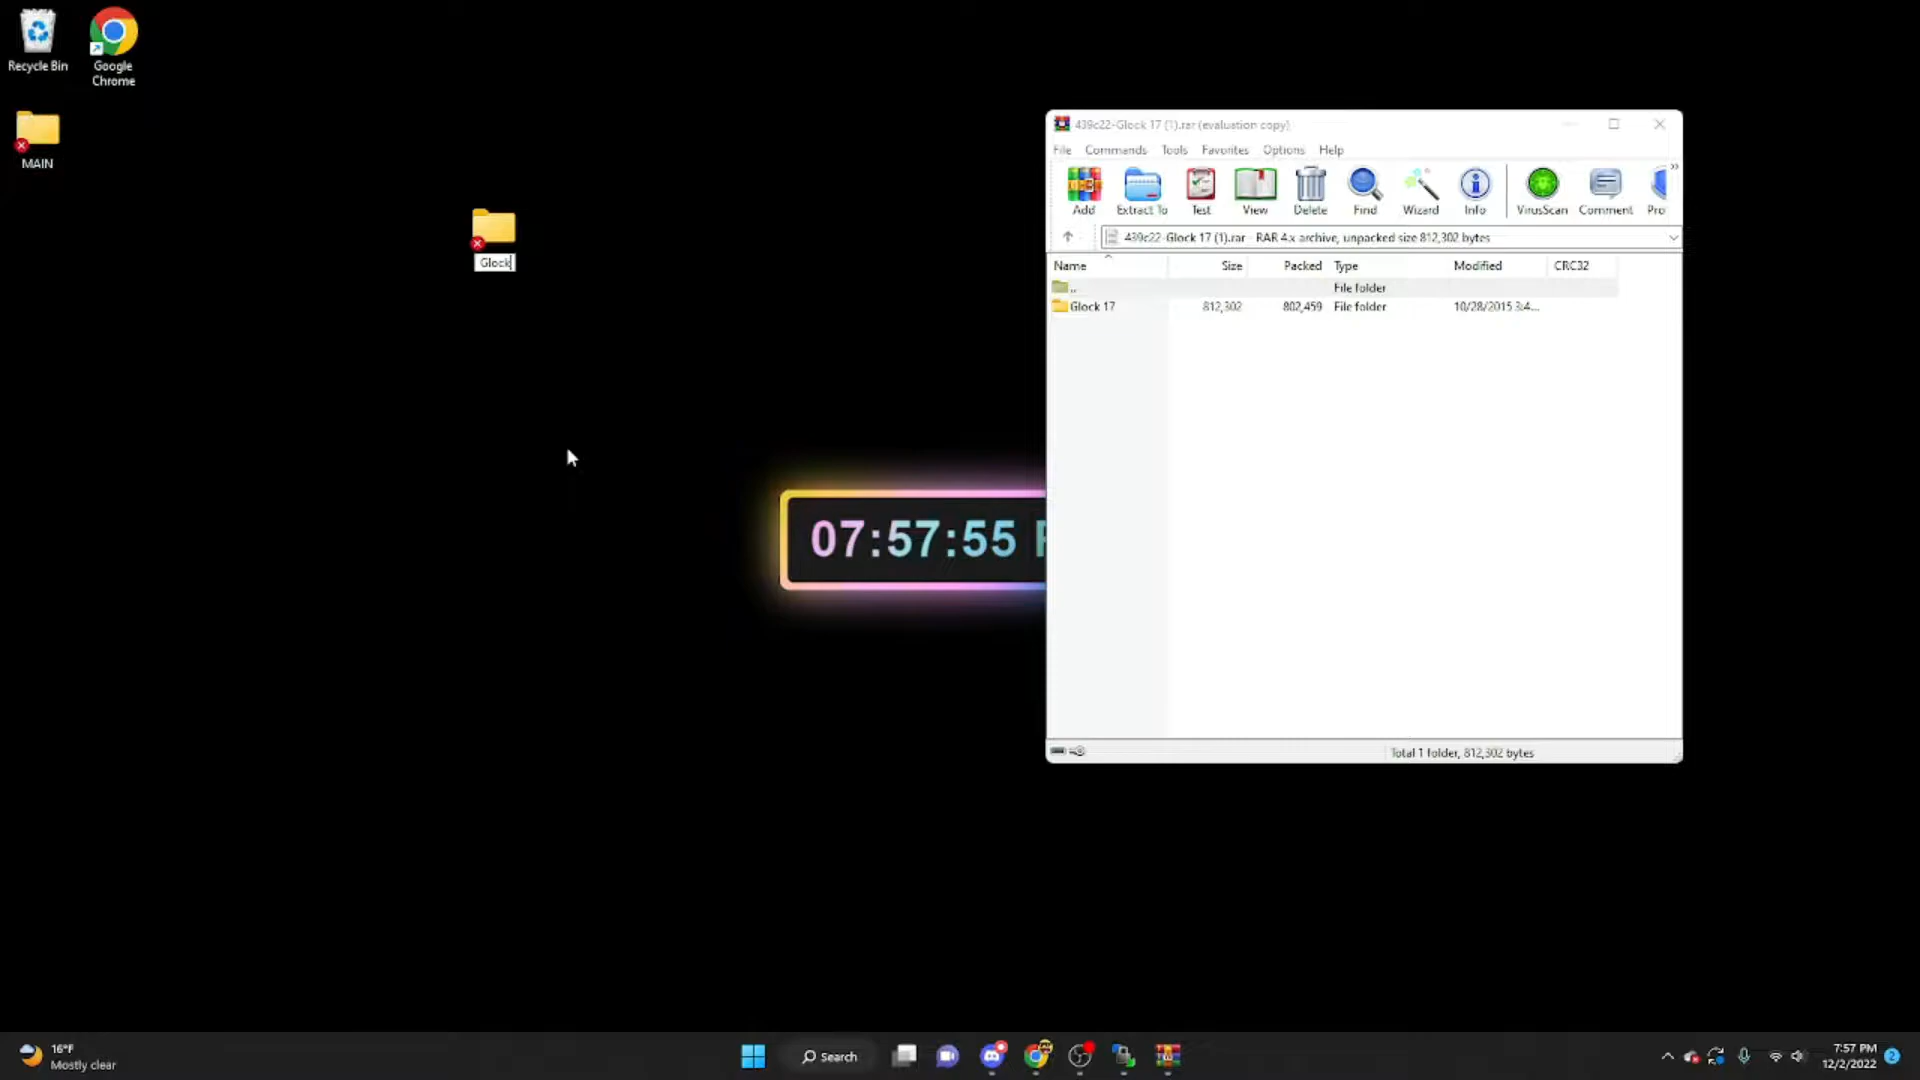 Recycle Bin
Google
Chrome
MAIN
Glock
439c22-Glock 17 (1).rar (evaluation copy)
File Commands Tools Favorites Options Help
Add Extract To Test View Delete Find Wizard Info VirusScan Comment Pro
439c22-Glock 17 (1).rar - RAR 4.x archive, unpacked size 812,302 bytes
Name Size Packed Type Modified CRC32
.. File folder
Glock 17 812,302 802,459 File folder 10/28/2015 3:4...
07:57:55
Total 1 folder, 812,302 bytes
16°F
Mostly clear
Search
7:57 PM
12/2/2022
2